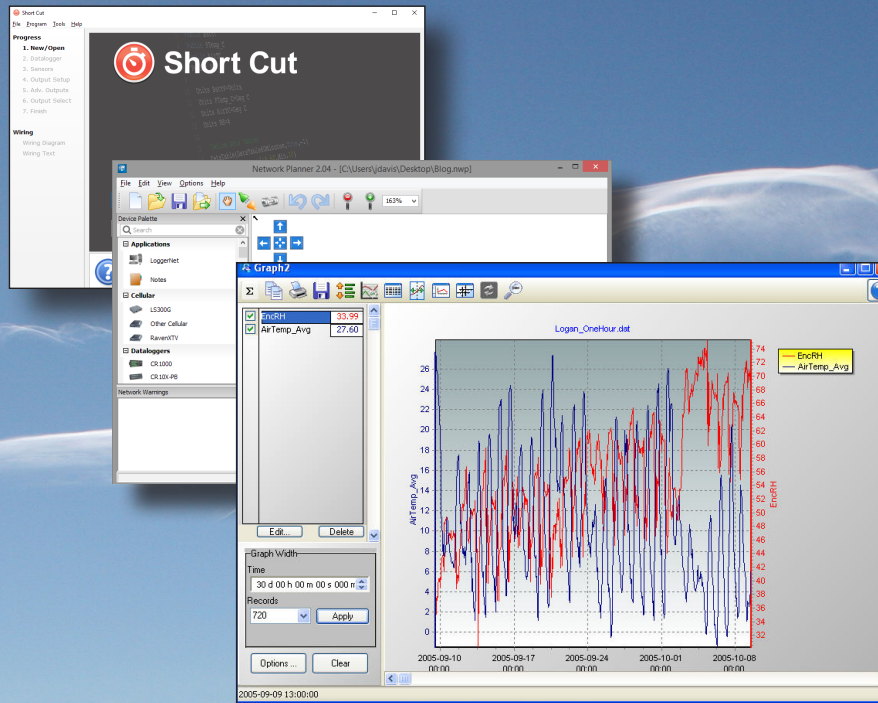 Short Cut
File Program Tools Help
Progress
1. New/Open
2. Datalogger
3. Sensors
4. Output Setup
5. Adv. Outputs
6. Output Select
7. Finish
Wiring
Wiring Diagram
Wiring Text
Short Cut
Network Planner 2.04 - [C:\Users\jdavis\Desktop\Blog.nwp]
File Edit View Options Help
163%
Device Palette
Search
Applications
LoggerNet
Notes
Cellular
LS300G
Other Cellular
RavenXTV
Dataloggers
CR1000
CR10X-PB
Network Warnings
Graph2
Σ
EncRH 33.99
AirTemp_Avg 27.60
Edit... Delete
Graph Width
Time
30 d 00 h 00 m 00 s 000 m
Records
720 Apply
Options ... Clear
2005-09-09 13:00:00
Logan_OneHour.dat
EncRH
AirTemp_Avg
AirTemp_Avg
26
24
22
20
18
16
14
12
10
8
6
4
2
0
74
72
70
68
66
64
62
60
58
56
54
52
50
48
46
44
42
40
38
36
34
32
EncRH
2005-09-10 2005-09-17 2005-09-24 2005-10-01 2005-10-08
00:00 00:00 00:00 00:00 00:00